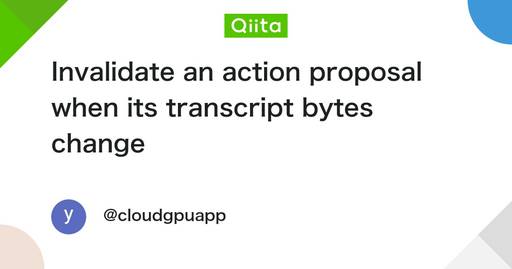 Qiita
Invalidate an action proposal
when its transcript bytes
change
y
@cloudgpuapp